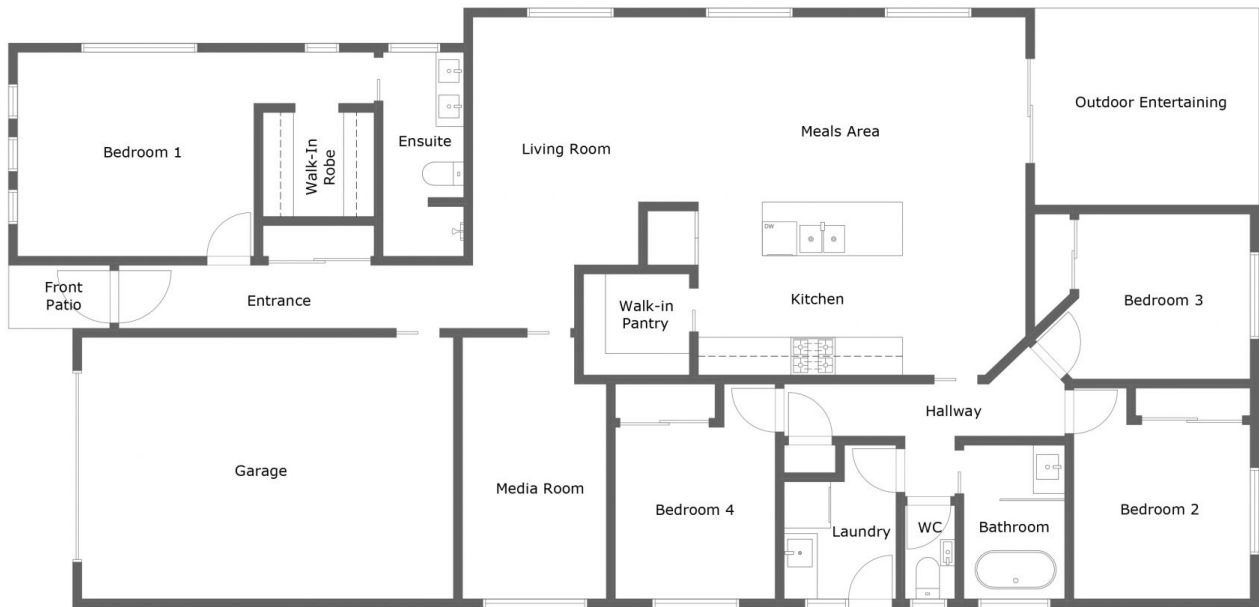 Bedroom 1
Walk-In
Robe
Ensuite
Living Room
Meals Area
Outdoor Entertaining
DW
Front
Patio
Entrance
Walk-in
Pantry
Kitchen
Bedroom 3
Hallway
Garage
Media Room
Bedroom 4
Laundry
WC
Bathroom
Bedroom 2